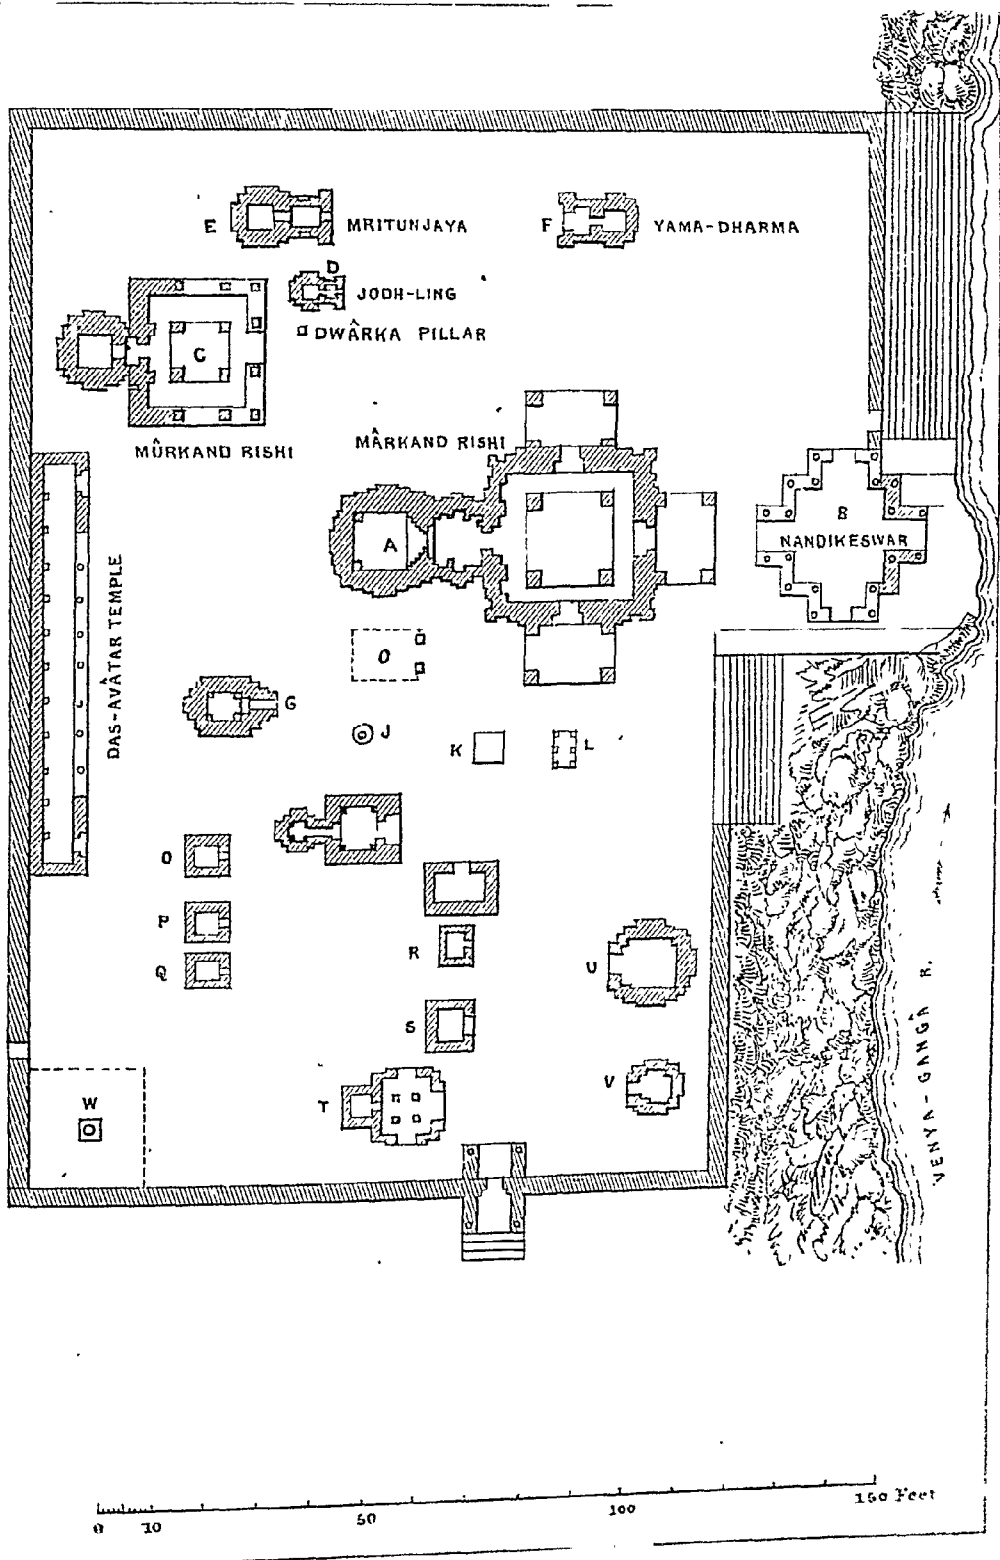 E MRITUNJAYA
F YAMA-DHARMA
D
JODH-LING
DWÂRKA PILLAR
C
MÛRKAND RISHI
MÂRKAND RISHI
A
B
NANDIKESWAR
DAS-AVÂTAR TEMPLE
O
G
J
K
L
O
P
Q
R
S
T
U
V
W
VENYA-GANGÂ R.
0 10 50 100 150 Feet